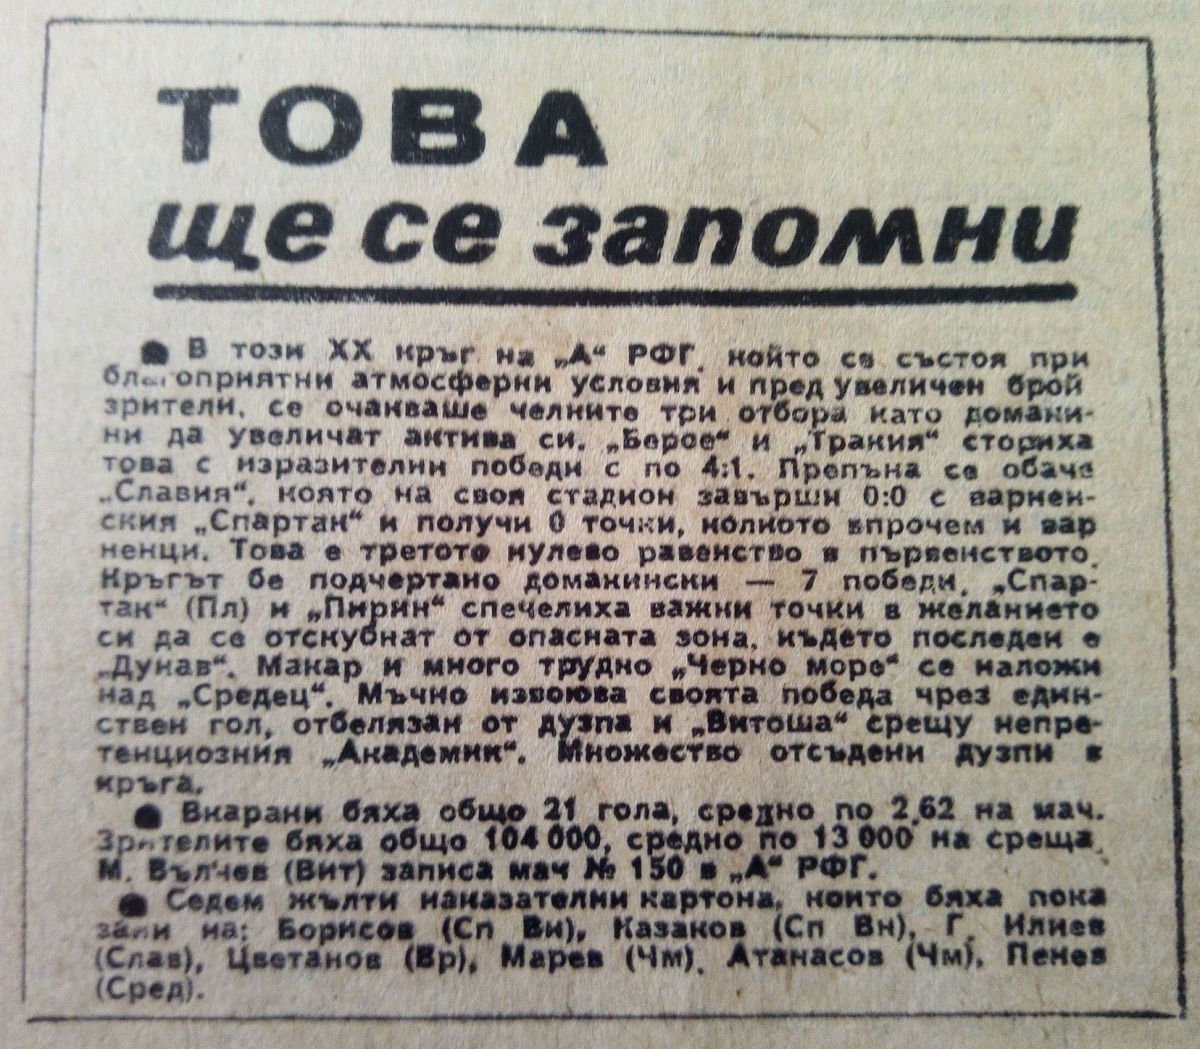 ТОВА
ще се запомни
● В този XX кръг на „А“ РФГ, който се състоя при
благоприятни атмосферни условия и пред увеличен брой
зрители, се очакваше челните три отбора като домаки-
ни да увеличат актива си. „Берое“ и „Тракия“ сториха
това с изразителни победи с по 4:1. Препъна се обаче
„Славия“, която на своя стадион завърши 0:0 с варнен-
ския „Спартак“ и получи 0 точки, колкото впрочем и вар
ненци. Това е третото нулево равенство в първенството.
Кръгът бе подчертано домакински — 7 победи. „Спар-
так“ (Пл) и „Пирин“ спечелиха важни точки в желанието
си да се отскубнат от опасната зона, където последен е
„Дунав“. Макар и много трудно „Черно море“ се наложи
над „Средец“. Мъчно извоюва своята победа чрез един-
ствен гол, отбелязан от дузпа и „Витоша“ срещу непре-
тенциозния „Академик“. Множество отсъдени дузпи в
кръга.
● Вкарани бяха общо 21 гола, средно по 2,62 на мач.
Зрителите бяха общо 104 000, средно по 13 000 на среща.
М. Вълчев (Вит) записа мач № 150 в „А“ РФГ.
● Седем жълти наказателни картона, които бяха пока
зани на: Борисов (Сп Вн), Казаков (Сп Вн), Г. Илиев
(Слав), Цветанов (Вр), Марев (Чм), Атанасов (Чм), Пенев
(Сред).